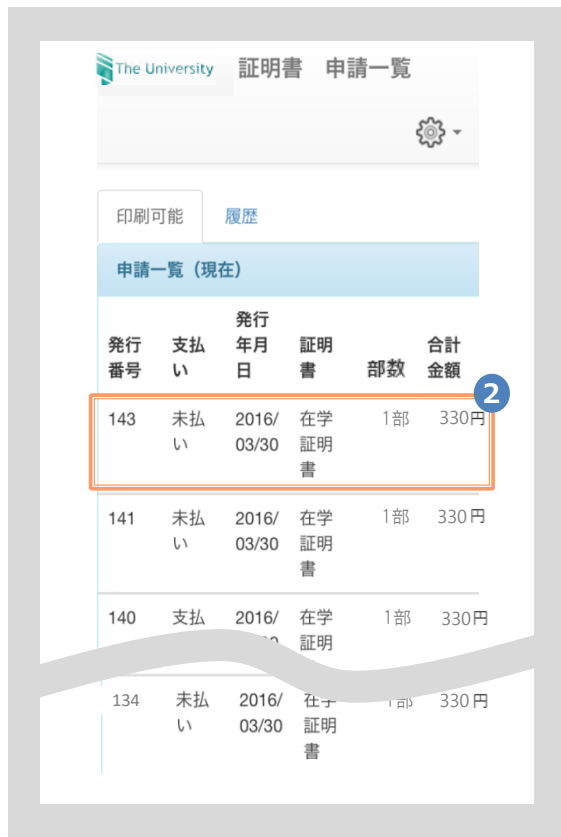 The University 証明書 申請一覧
印刷可能 履歴
申請一覧（現在）
発行
発行 支払 年月 証明 合計
番号 い 日 書 部数 金額
2
143 未払 2016/ 在学 1部 330円
い 03/30 証明
書
141 未払 2016/ 在学 1部 330円
い 03/30 証明
書
140 支払 2016/ 在学 1部 330円
証明
134 未払 2016/ 在学 1部 330円
い 03/30 証明
書